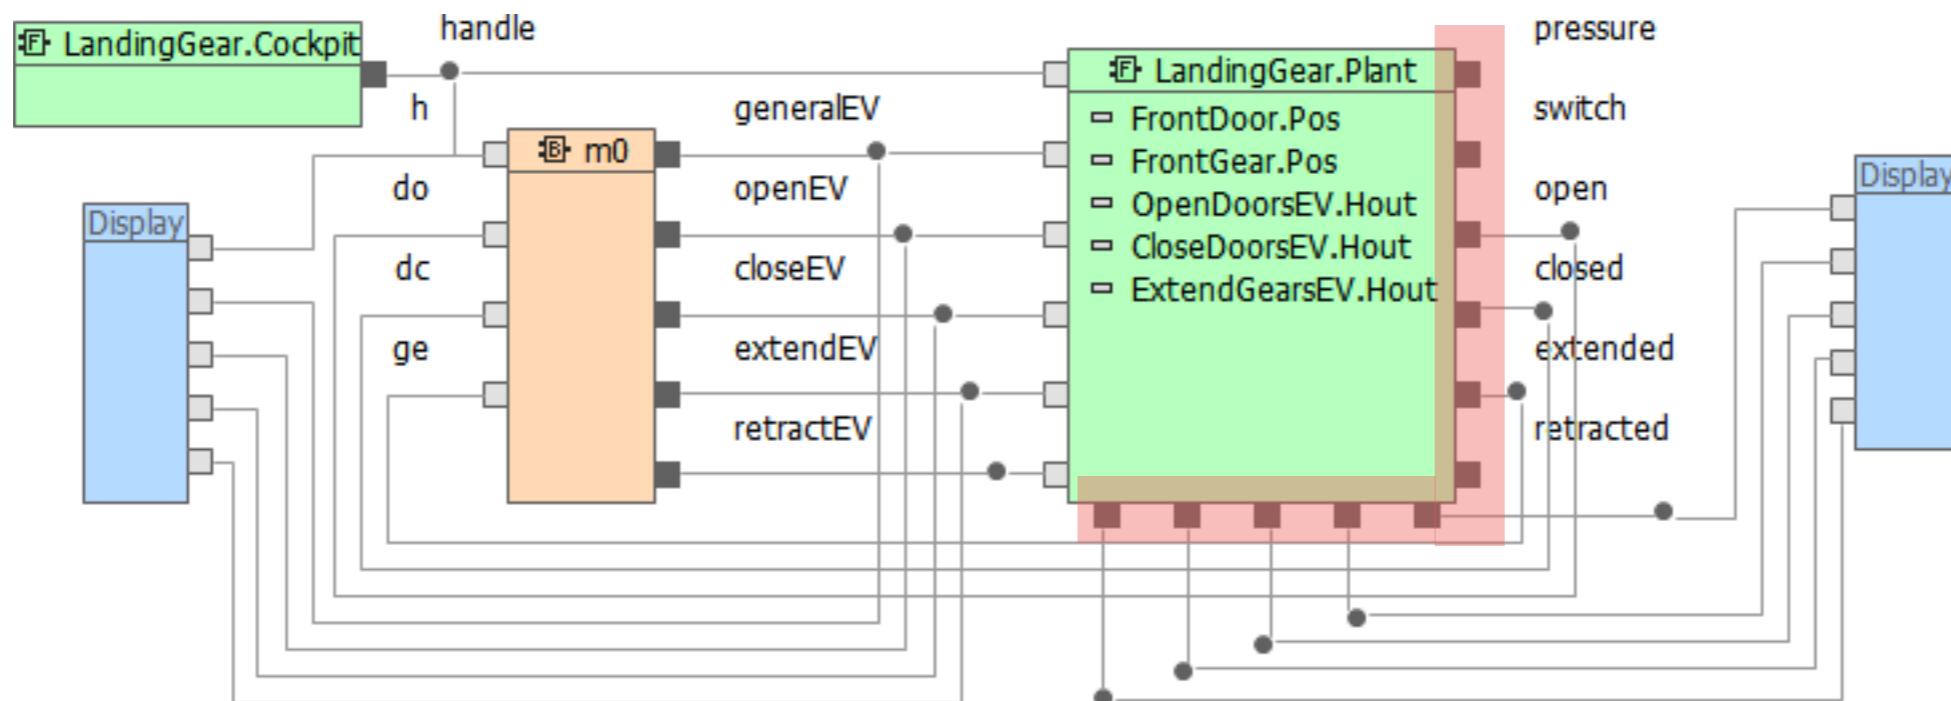 handle
pressure
LandingGear.Cockpit
LandingGear.Plant
h
generalEV
switch
FrontDoor.Pos
m0
FrontGear.Pos
Display
do
openEV
open
OpenDoorsEV.Hout
Display
CloseDoorsEV.Hout
dc
closeEV
closed
ExtendGearsEV.Hout
ge
extendEV
extended
retractEV
retracted